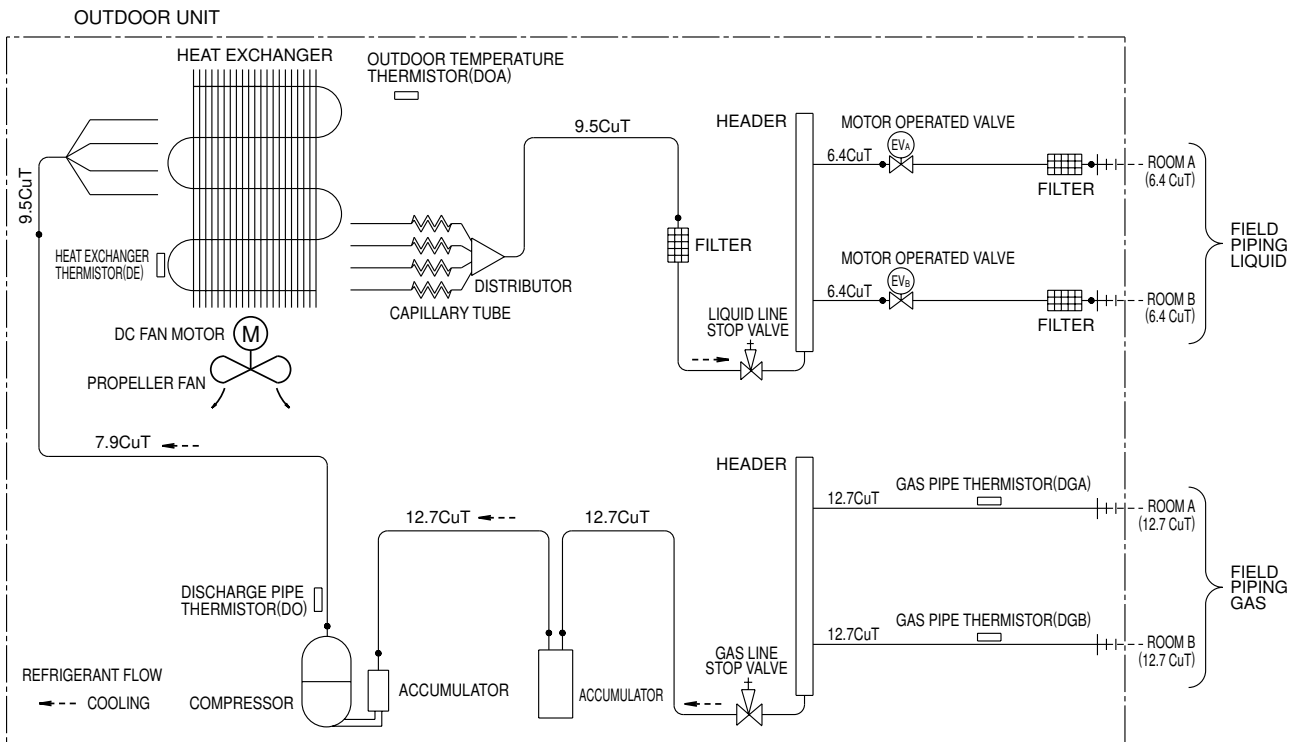 OUTDOOR UNIT
HEAT EXCHANGER
OUTDOOR TEMPERATURE
THERMISTOR(DOA)
9.5CuT
9.5CuT
HEAT EXCHANGER
THERMISTOR(DE)
CAPILLARY TUBE
DISTRIBUTOR
FILTER
LIQUID LINE
STOP VALVE
HEADER
MOTOR OPERATED VALVE
EVA
6.4CuT
FILTER
ROOM A
(6.4 CuT)
MOTOR OPERATED VALVE
EVB
6.4CuT
FILTER
ROOM B
(6.4 CuT)
FIELD
PIPING
LIQUID
DC FAN MOTOR
M
PROPELLER FAN
7.9CuT
12.7CuT
12.7CuT
HEADER
12.7CuT
GAS PIPE THERMISTOR(DGA)
ROOM A
(12.7 CuT)
12.7CuT
GAS PIPE THERMISTOR(DGB)
ROOM B
(12.7 CuT)
FIELD
PIPING
GAS
DISCHARGE PIPE
THERMISTOR(DO)
GAS LINE
STOP VALVE
REFRIGERANT FLOW
COOLING
COMPRESSOR
ACCUMULATOR
ACCUMULATOR